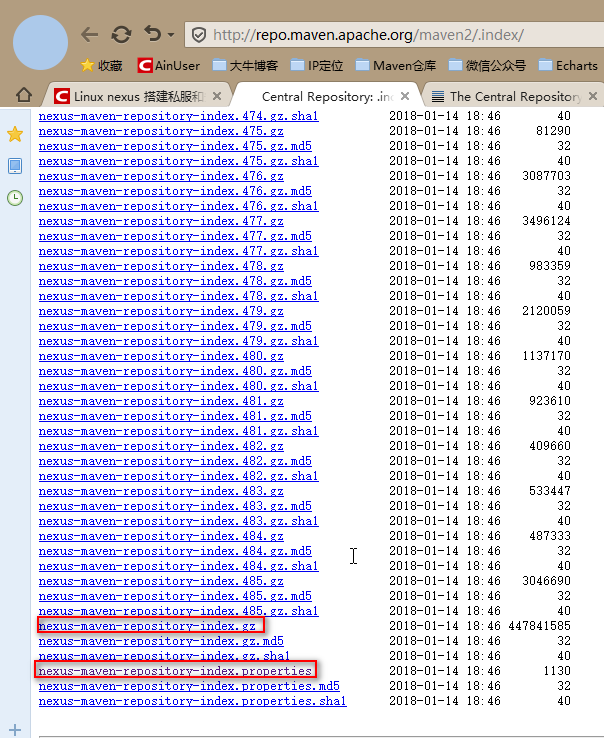 http://repo.maven.apache.org/maven2/.index/
收藏 AinUser 大牛博客 IP定位 Maven仓库 微信公众号 Echarts
Linux nexus 搭建私服和 Central Repository: .in The Central Repository
nexus-maven-repository-index.474.gz.sha1 2018-01-14 18:46 40
nexus-maven-repository-index.475.gz 2018-01-14 18:46 81290
nexus-maven-repository-index.475.gz.md5 2018-01-14 18:46 32
nexus-maven-repository-index.475.gz.sha1 2018-01-14 18:46 40
nexus-maven-repository-index.476.gz 2018-01-14 18:46 3087703
nexus-maven-repository-index.476.gz.md5 2018-01-14 18:46 32
nexus-maven-repository-index.476.gz.sha1 2018-01-14 18:46 40
nexus-maven-repository-index.477.gz 2018-01-14 18:46 3496124
nexus-maven-repository-index.477.gz.md5 2018-01-14 18:46 32
nexus-maven-repository-index.477.gz.sha1 2018-01-14 18:46 40
nexus-maven-repository-index.478.gz 2018-01-14 18:46 983359
nexus-maven-repository-index.478.gz.md5 2018-01-14 18:46 32
nexus-maven-repository-index.478.gz.sha1 2018-01-14 18:46 40
nexus-maven-repository-index.479.gz 2018-01-14 18:46 2120059
nexus-maven-repository-index.479.gz.md5 2018-01-14 18:46 32
nexus-maven-repository-index.479.gz.sha1 2018-01-14 18:46 40
nexus-maven-repository-index.480.gz 2018-01-14 18:46 1137170
nexus-maven-repository-index.480.gz.md5 2018-01-14 18:46 32
nexus-maven-repository-index.480.gz.sha1 2018-01-14 18:46 40
nexus-maven-repository-index.481.gz 2018-01-14 18:46 923610
nexus-maven-repository-index.481.gz.md5 2018-01-14 18:46 32
nexus-maven-repository-index.481.gz.sha1 2018-01-14 18:46 40
nexus-maven-repository-index.482.gz 2018-01-14 18:46 409660
nexus-maven-repository-index.482.gz.md5 2018-01-14 18:46 32
nexus-maven-repository-index.482.gz.sha1 2018-01-14 18:46 40
nexus-maven-repository-index.483.gz 2018-01-14 18:46 533447
nexus-maven-repository-index.483.gz.md5 2018-01-14 18:46 32
nexus-maven-repository-index.483.gz.sha1 2018-01-14 18:46 40
nexus-maven-repository-index.484.gz 2018-01-14 18:46 487333
nexus-maven-repository-index.484.gz.md5 2018-01-14 18:46 32
nexus-maven-repository-index.484.gz.sha1 2018-01-14 18:46 40
nexus-maven-repository-index.485.gz 2018-01-14 18:46 3046690
nexus-maven-repository-index.485.gz.md5 2018-01-14 18:46 32
nexus-maven-repository-index.485.gz.sha1 2018-01-14 18:46 40
nexus-maven-repository-index.gz 2018-01-14 18:46 447841585
nexus-maven-repository-index.gz.md5 2018-01-14 18:46 32
nexus-maven-repository-index.gz.sha1 2018-01-14 18:46 40
nexus-maven-repository-index.properties 2018-01-14 18:46 1130
nexus-maven-repository-index.properties.md5 2018-01-14 18:46 32
nexus-maven-repository-index.properties.sha1 2018-01-14 18:46 40